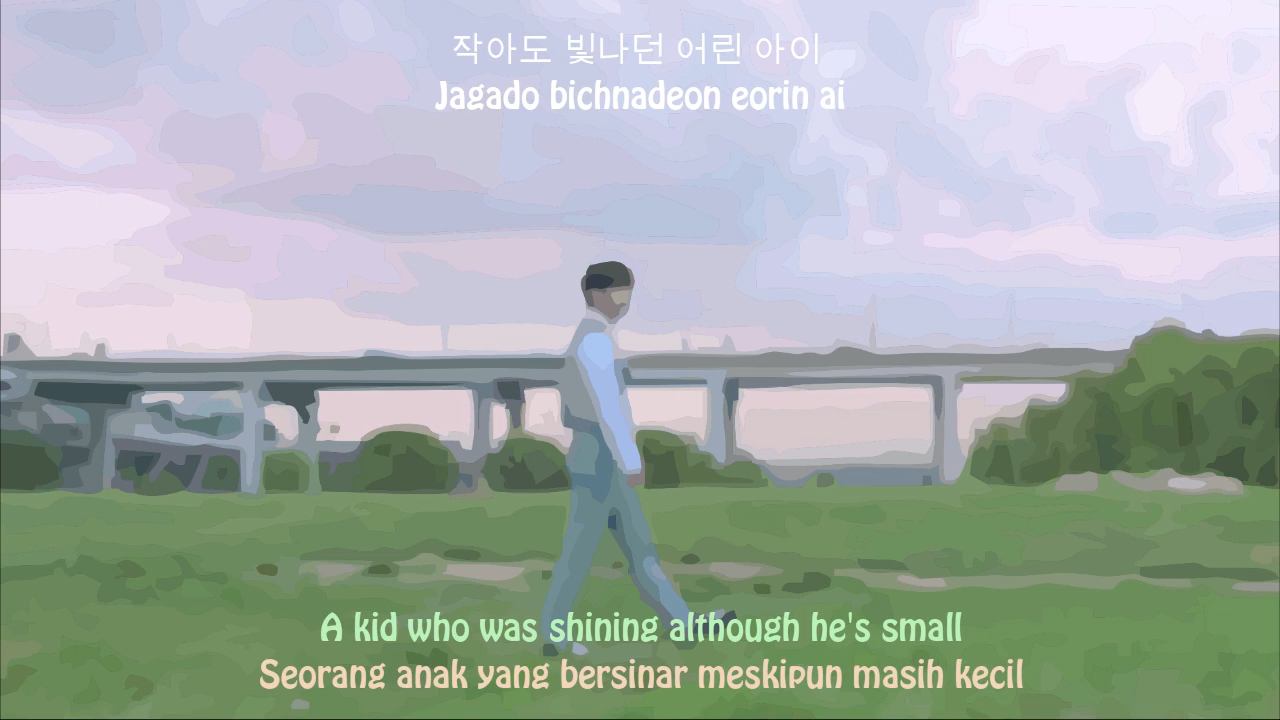 작아도 빛나던 어린 아이
Jagado bichnadeon eorin ai
A kid who was shining although he's small
Seorang anak yang bersinar meskipun masih kecil